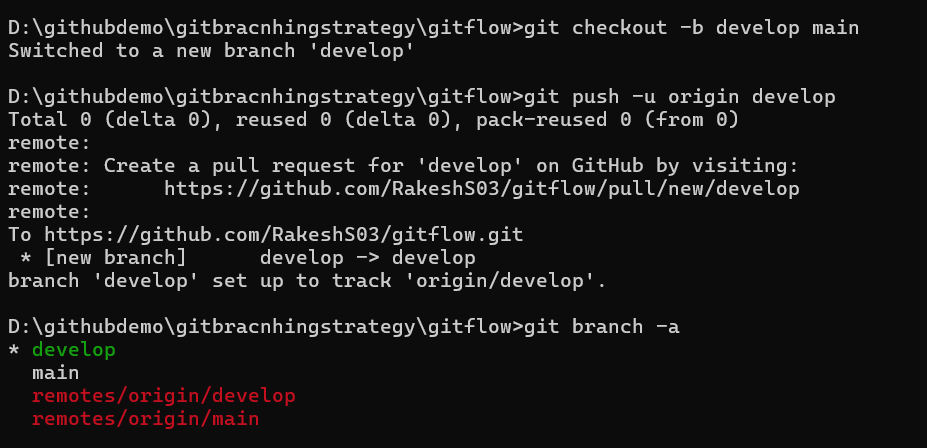 D:\githubdemo\gitbracnhingstrategy\gitflow>git checkout -b develop main
Switched to a new branch 'develop'
D:\githubdemo\gitbracnhingstrategy\gitflow>git push -u origin develop
Total 0 (delta 0), reused 0 (delta 0), pack-reused 0 (from 0)
remote:
remote: Create a pull request for 'develop' on GitHub by visiting:
remote:      https://github.com/RakeshS03/gitflow/pull/new/develop
remote:
To https://github.com/RakeshS03/gitflow.git
 * [new branch]      develop -> develop
branch 'develop' set up to track 'origin/develop'.
D:\githubdemo\gitbracnhingstrategy\gitflow>git branch -a
* develop
  main
  remotes/origin/develop
  remotes/origin/main